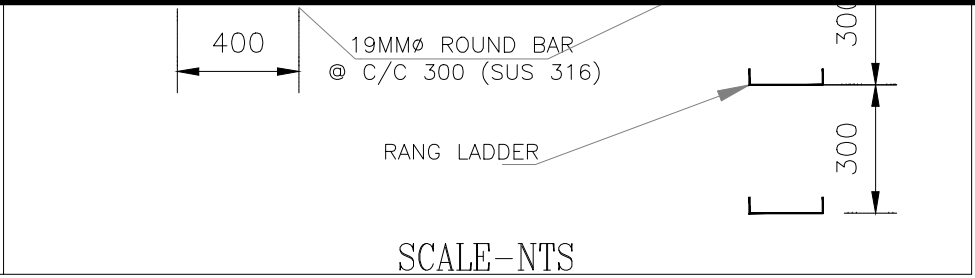 300
400
19MMø ROUND BAR
@ C/C 300 (SUS 316)
RANG LADDER
300
SCALE-NTS